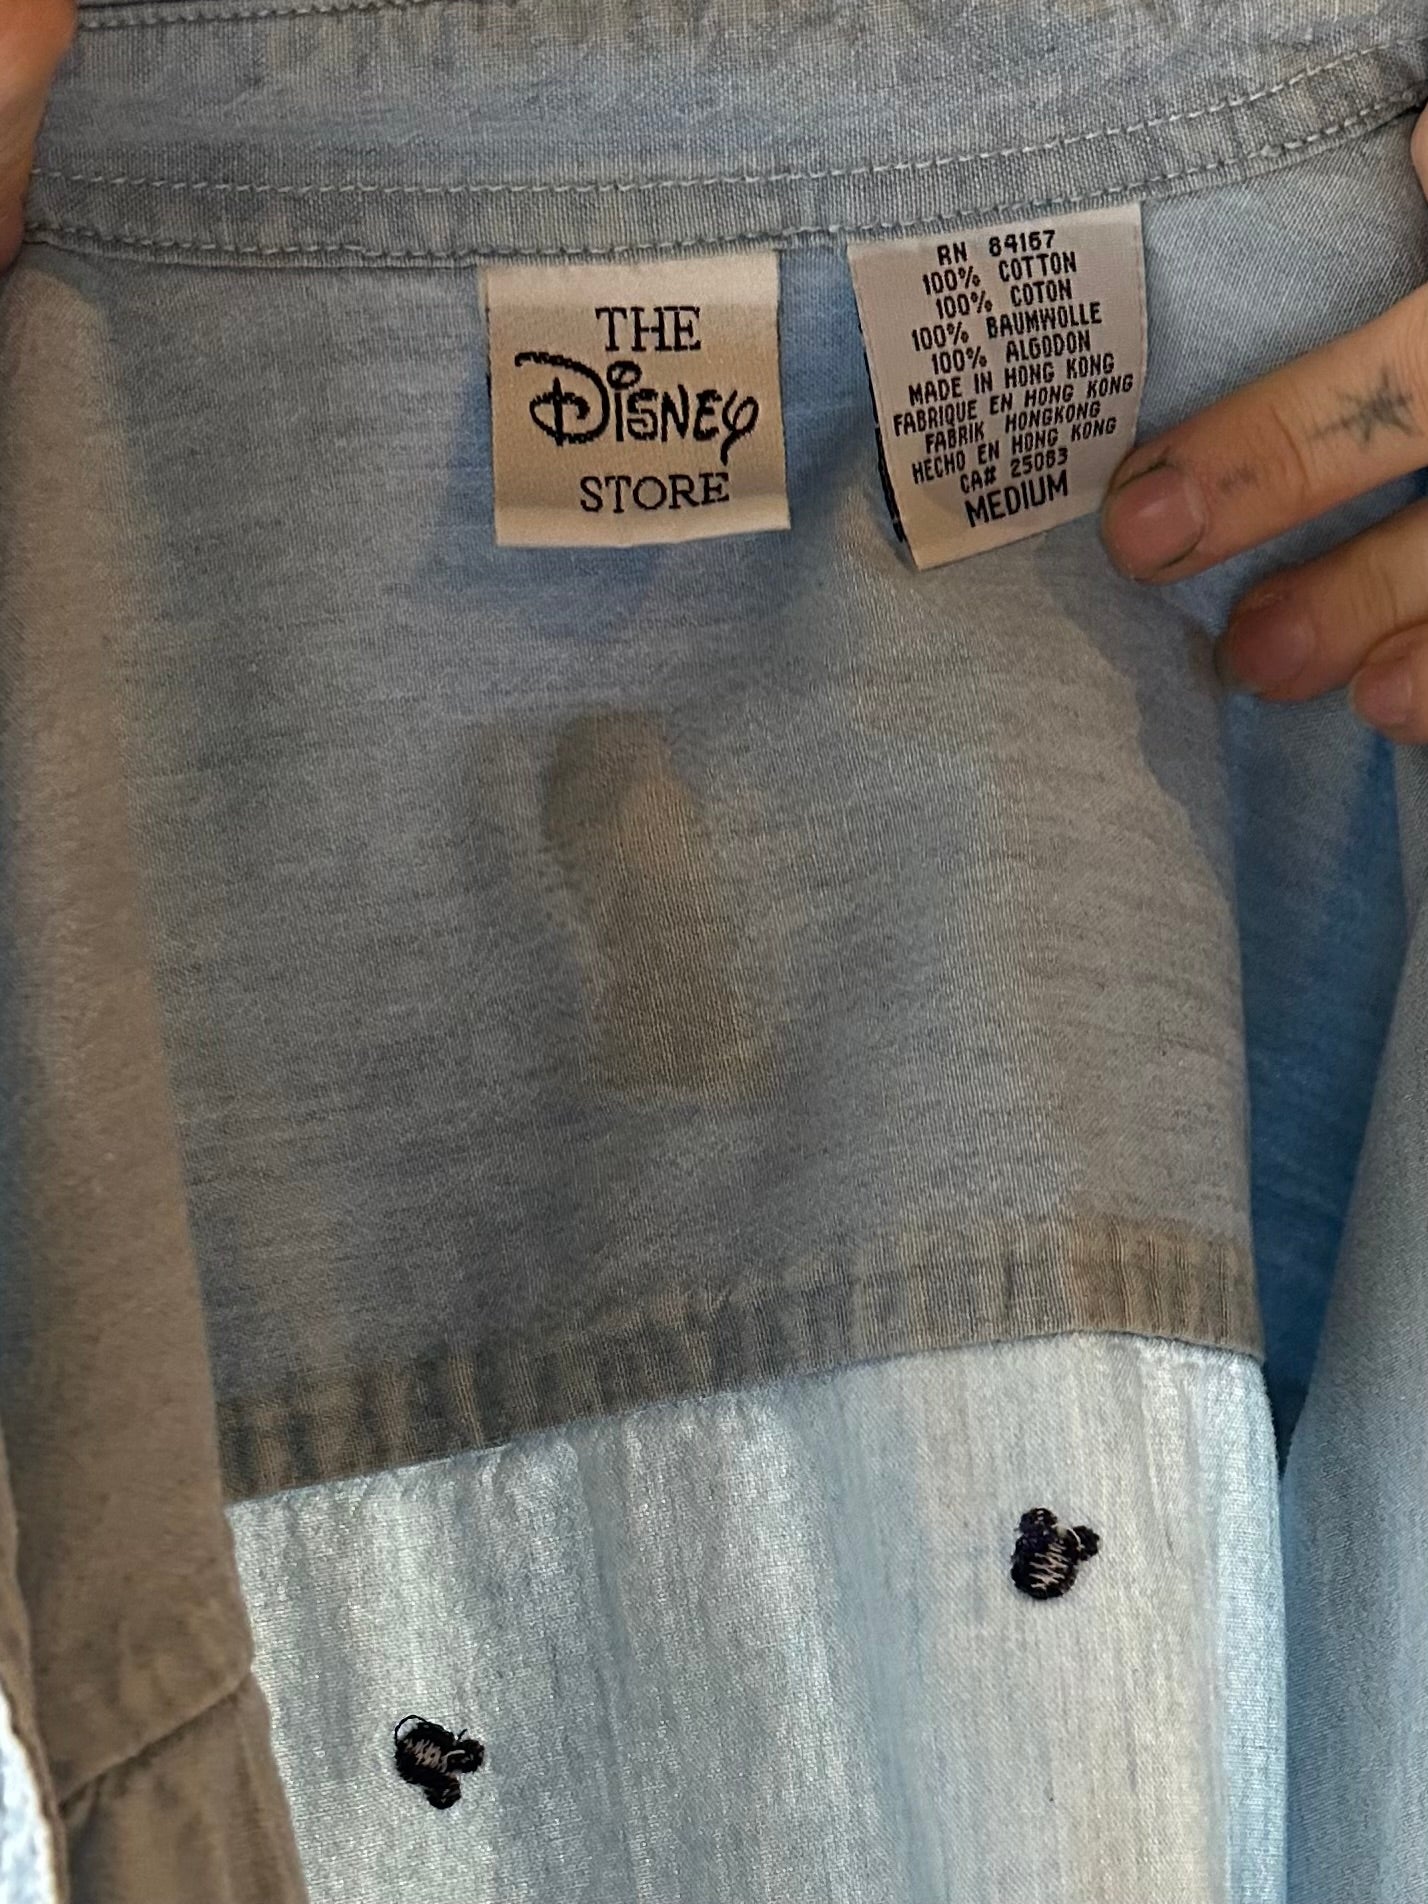 THE
Disney
STORE
RN 84167
100% COTTON
100% COTON
100% BAUMWOLLE
100% ALGODON
MADE IN HONG KONG
FABRIQUE EN HONG KONG
FABRIK HONGKONG
HECHO EN HONG KONG
CA# 25063
MEDIUM